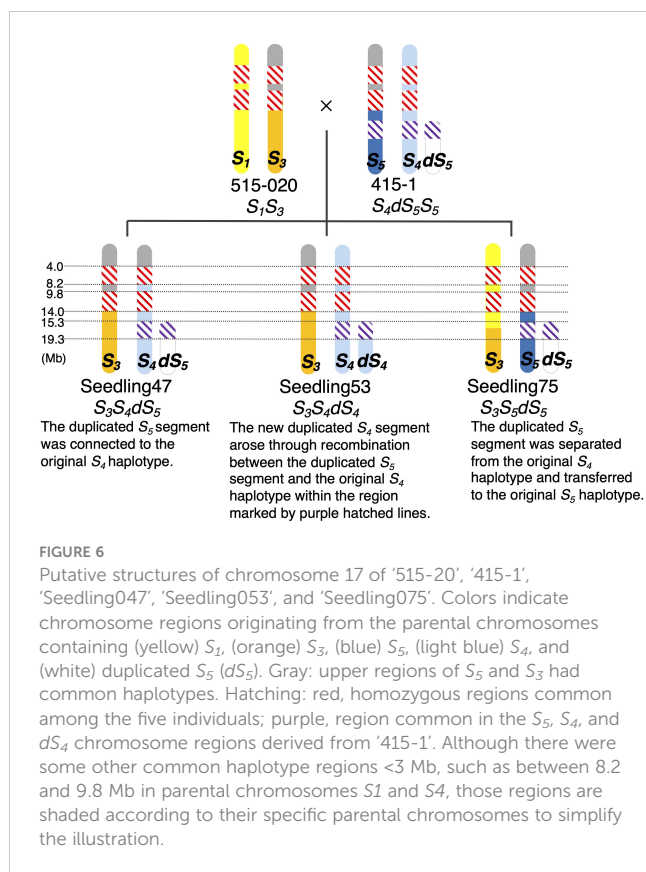 ×
S1 S3 S5 S4 dS5
515-020 415-1
S1S3 S4dS5S5
4.0
8.2
9.8
14.0
15.3
19.3
(Mb)
S3 S4 dS5 S3 S4 dS4 S3 S5 dS5
Seedling47 Seedling53 Seedling75
S3S4dS5 S3S4dS4 S3S5dS5
The duplicated S5 segment
was connected to the
original S4 haplotype.
The new duplicated S4 segment
arose through recombination
between the duplicated S5
segment and the original S4
haplotype within the region
marked by purple hatched lines.
The duplicated S5
segment was separated
from the original S4
haplotype and transferred
to the original S5 haplotype.
FIGURE 6
Putative structures of chromosome 17 of ‘515-20’, ‘415-1’,
‘Seedling047’, ‘Seedling053’, and ‘Seedling075’. Colors indicate
chromosome regions originating from the parental chromosomes
containing (yellow) S1, (orange) S3, (blue) S5, (light blue) S4, and
(white) duplicated S5 (dS5). Gray: upper regions of S5 and S3 had
common haplotypes. Hatching: red, homozygous regions common
among the five individuals; purple, region common in the S5, S4, and
dS4 chromosome regions derived from ‘415-1’. Although there were
some other common haplotype regions <3 Mb, such as between 8.2
and 9.8 Mb in parental chromosomes S1 and S4, those regions are
shaded according to their specific parental chromosomes to simplify
the illustration.